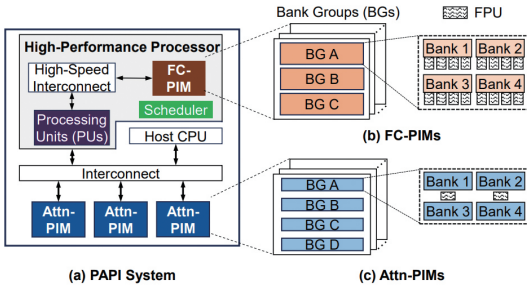 High-Performance Processor
High-Speed
Interconnect
FC-
PIM
Scheduler
Processing
Units (PUs)
Host CPU
Interconnect
Attn-
PIM
Attn-
PIM
Attn-
PIM
(a) PAPI System
Bank Groups (BGs)
BG A
BG B
BG C
FPU
Bank 1
Bank 2
Bank 3
Bank 4
(b) FC-PIMs
BG A
BG B
BG C
BG D
Bank 1
Bank 2
Bank 3
Bank 4
(c) Attn-PIMs